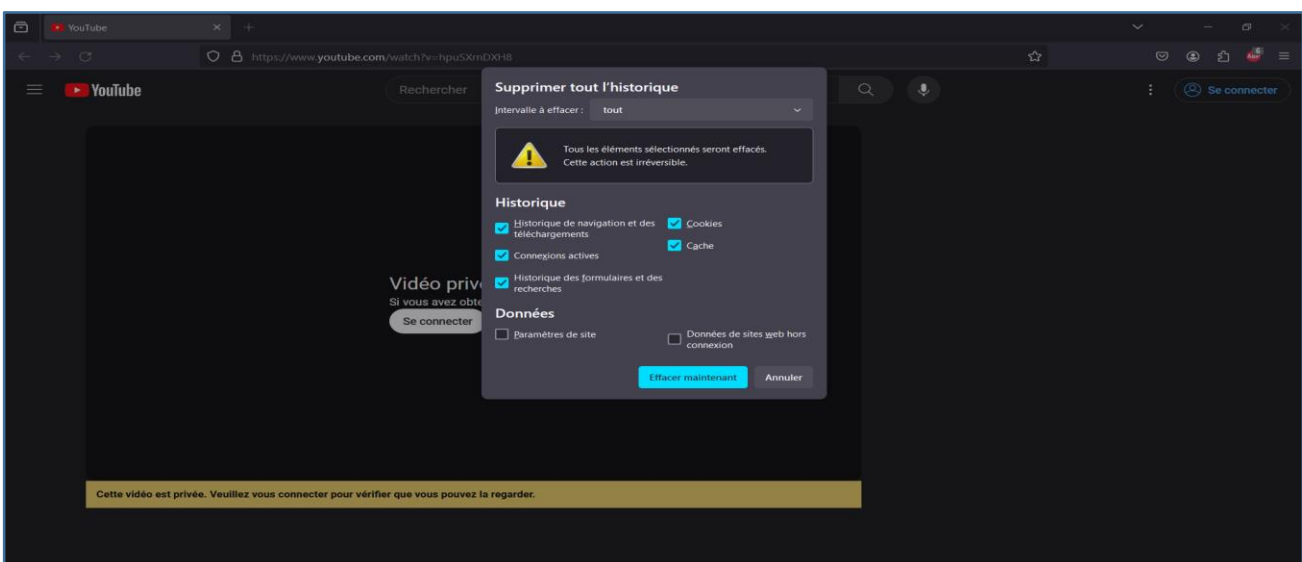 YouTube
https://www.youtube.com/watch?v=hpuSXmDXH8
YouTube
Rechercher
Se connecter
Supprimer tout l'historique
Intervalle à effacer : tout
Tous les éléments sélectionnés seront effacés.
Cette action est irréversible.
Historique
Historique de navigation et des
téléchargements
Cookies
Cache
Connexions actives
Historique des formulaires et des
recherches
Données
Paramètres de site
Données de sites web hors
connexion
Effacer maintenant Annuler
Vidéo priv
Si vous avez obte
Se connecter
Cette vidéo est privée. Veuillez vous connecter pour vérifier que vous pouvez la regarder.